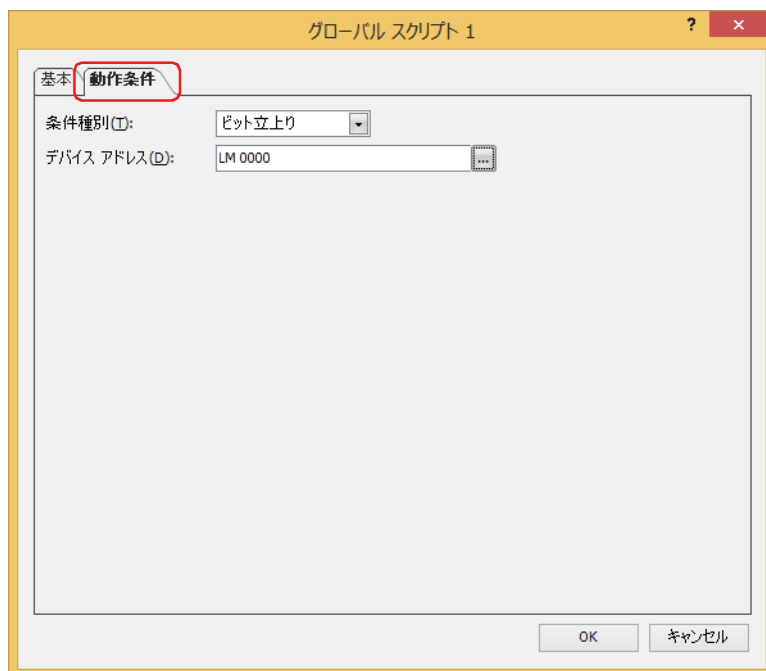 グローバル スクリプト 1
? ×
基本 動作条件
条件種別(T): ビット立上り
デバイス アドレス(D): LM 0000 ...
OK キャンセル